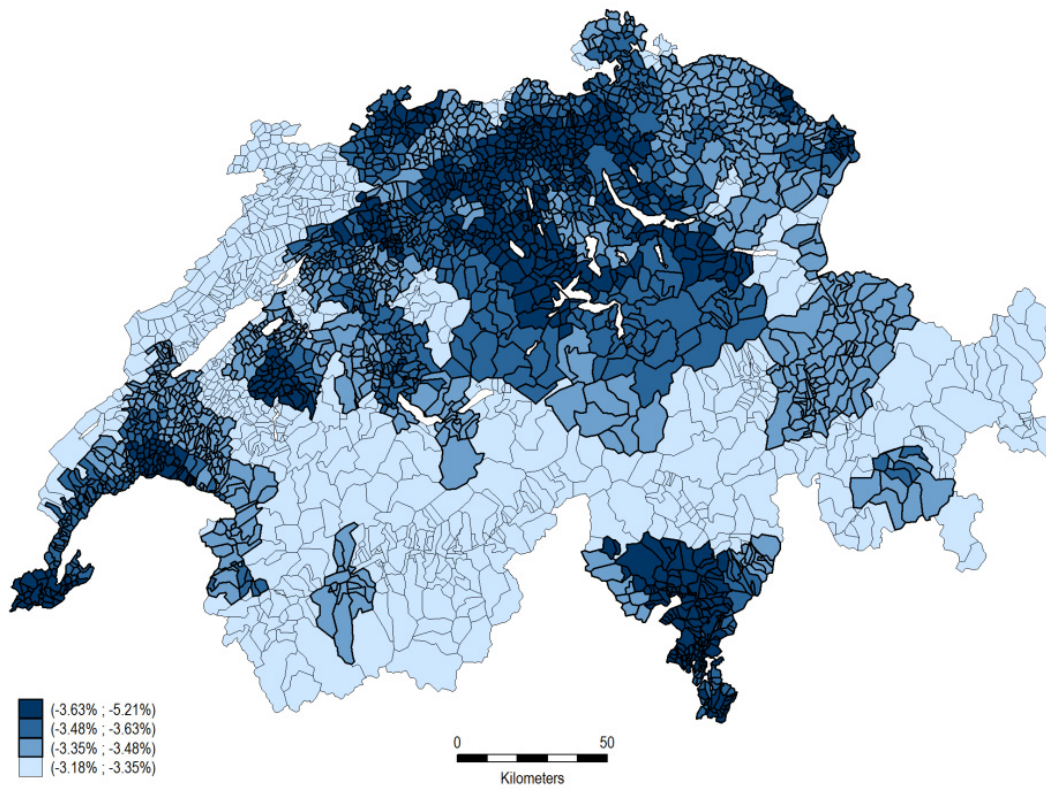 (-3.63% ; -5.21%)
(-3.48% ; -3.63%)
(-3.35% ; -3.48%)
(-3.18% ; -3.35%)
0 50
Kilometers